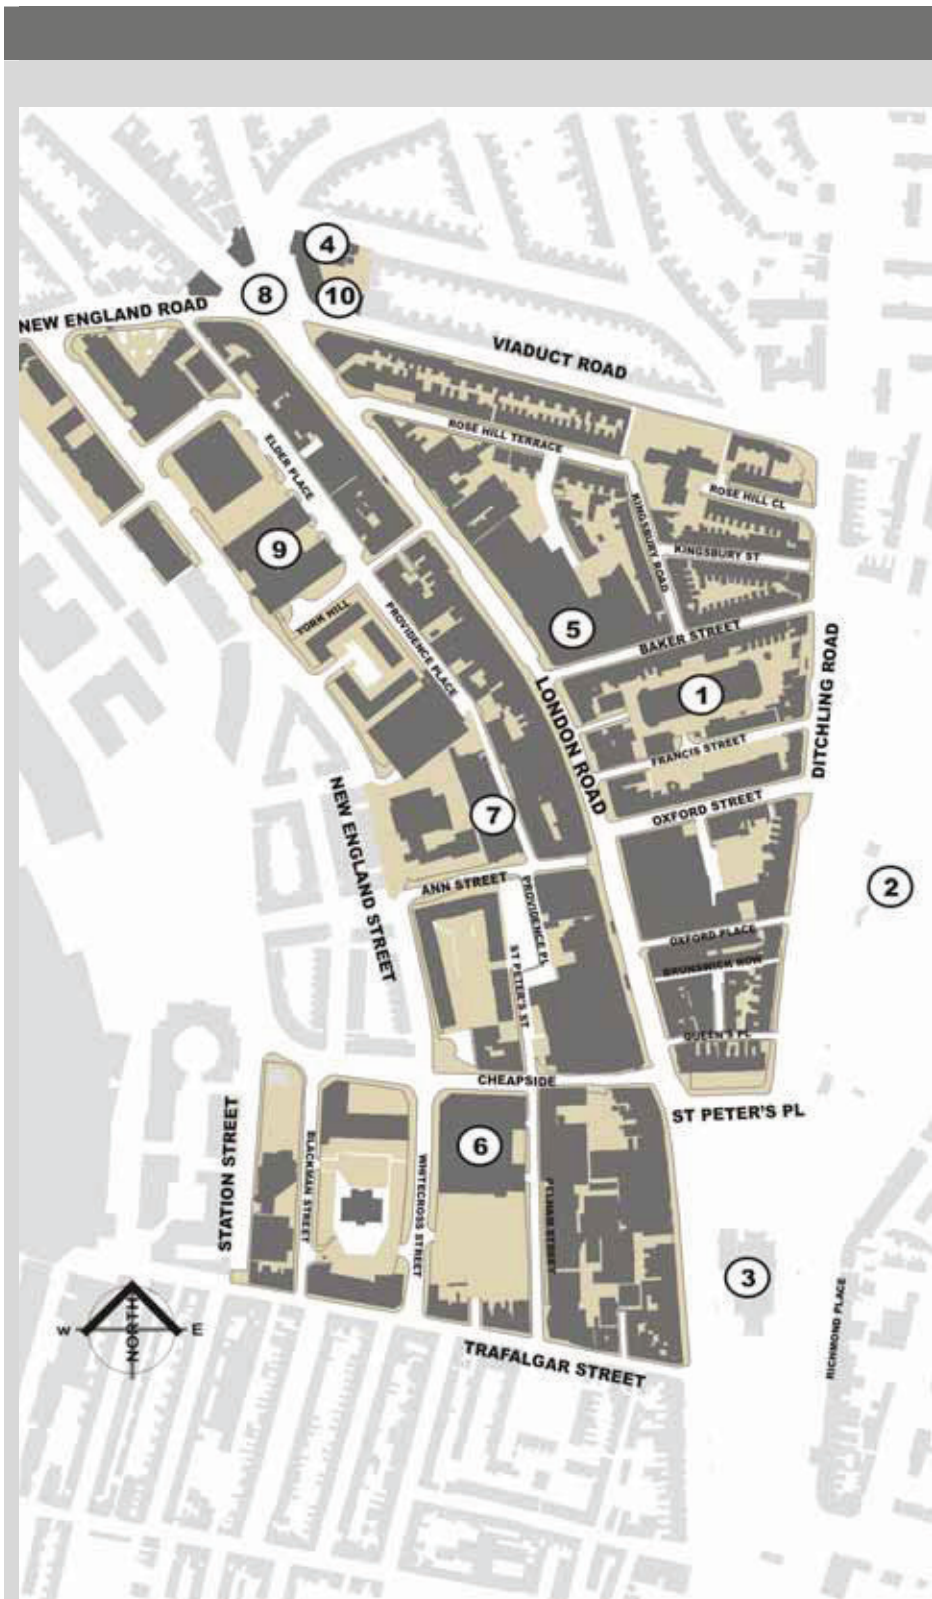 4
8
10
NEW ENGLAND ROAD
VIADUCT ROAD
ROSE HILL TERRACE
ELDER PLACE
ROSE HILL CL
KINGSBURY ROAD
KINGSBURY ST
9
YORK HILL
PROVIDENCE PLACE
5
BAKER STREET
1
LONDON ROAD
DITCHLING ROAD
FRANCIS STREET
7
OXFORD STREET
NEW ENGLAND STREET
ANN STREET
PROVIDENCE PL
2
OXFORD PLACE
BRUNSWICK ROW
ST PETER'S ST
QUEEN'S PL
CHEAPSIDE
ST PETER'S PL
STATION STREET
BLACKMAN STREET
WHITECROSS STREET
6
PELHAM STREET
3
RICHMOND PLACE
W
E
NORTH
TRAFALGAR STREET